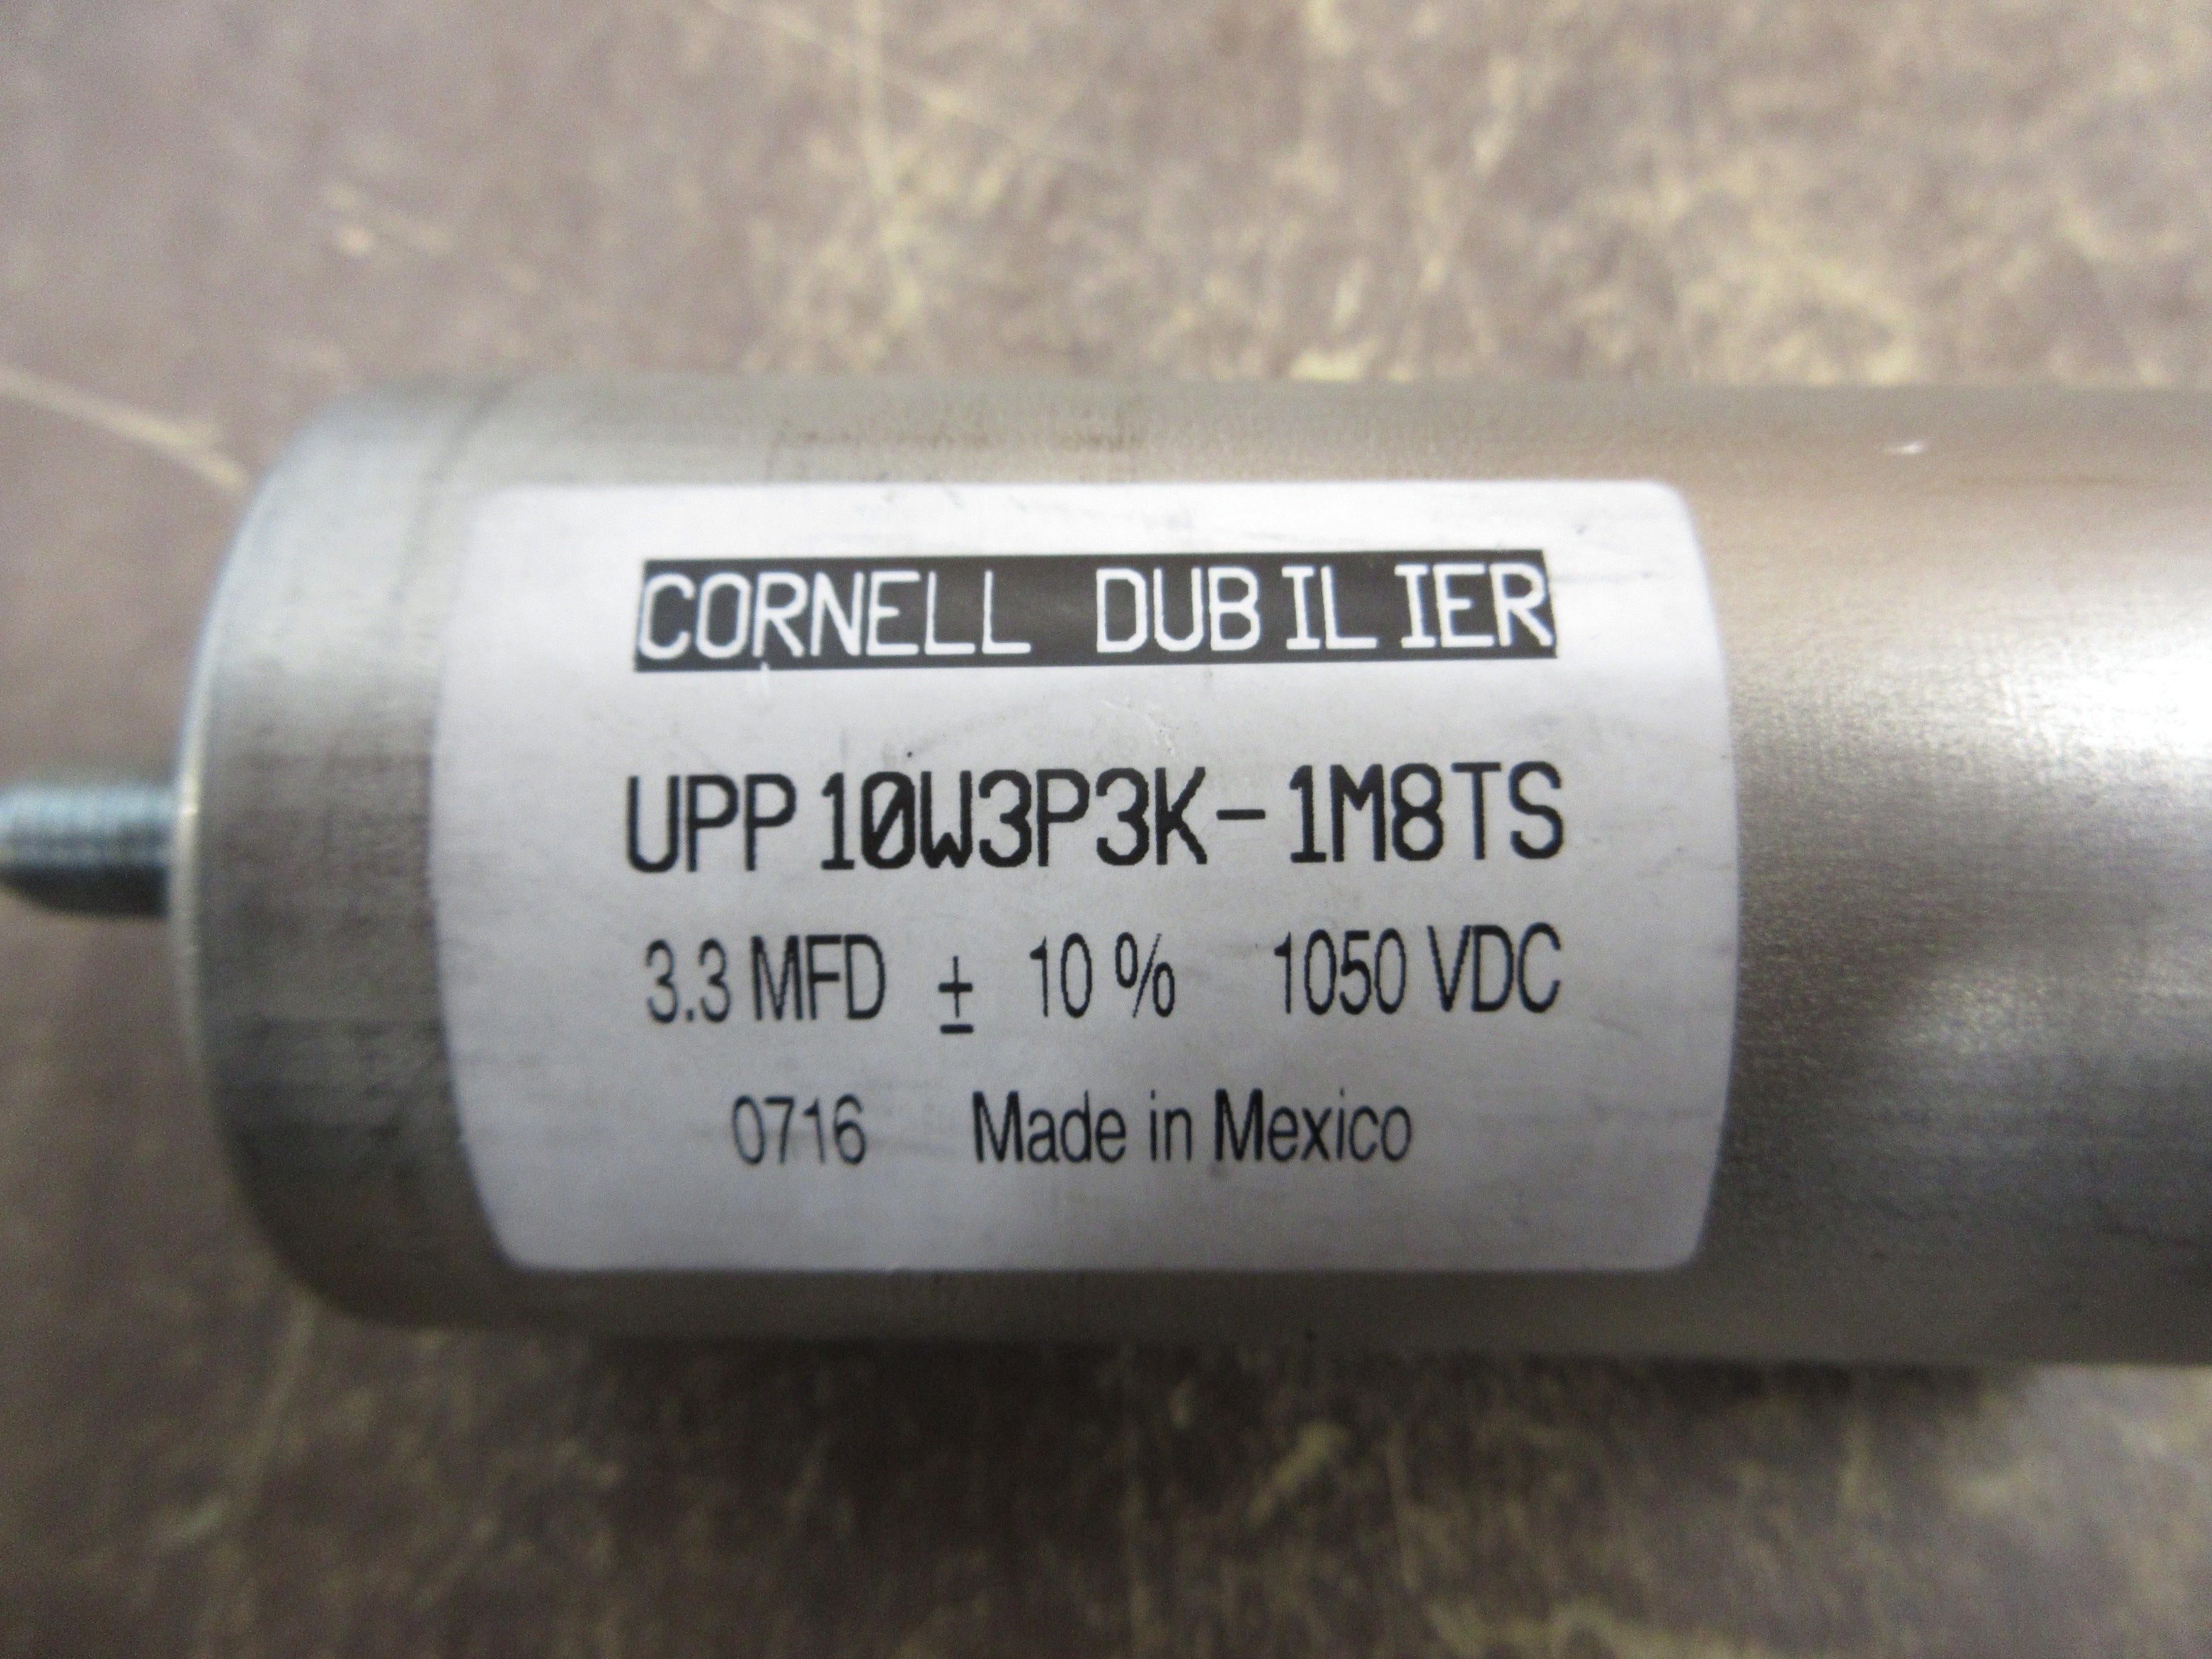 CORNELL DUBILIER
UPP10W3P3K-1M8TS
3.3 MFD ± 10 % 1050 VDC
0716 Made in Mexico